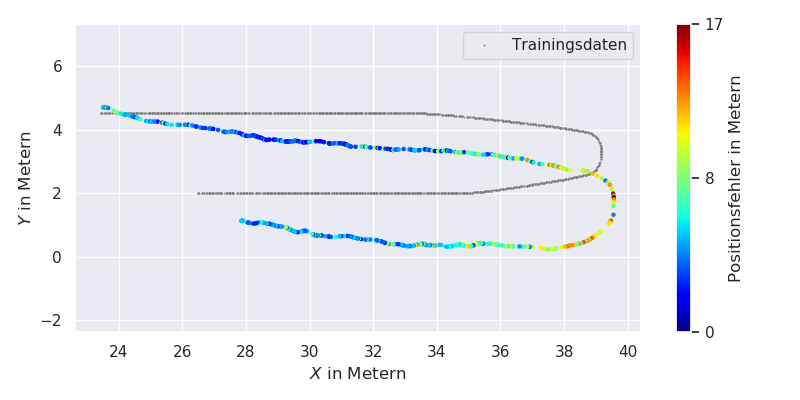 Trainingsdaten
6
4
2
0
−2
Y in Metern
24 26 28 30 32 34 36 38 40
X in Metern
17
8
0
Positionsfehler in Metern